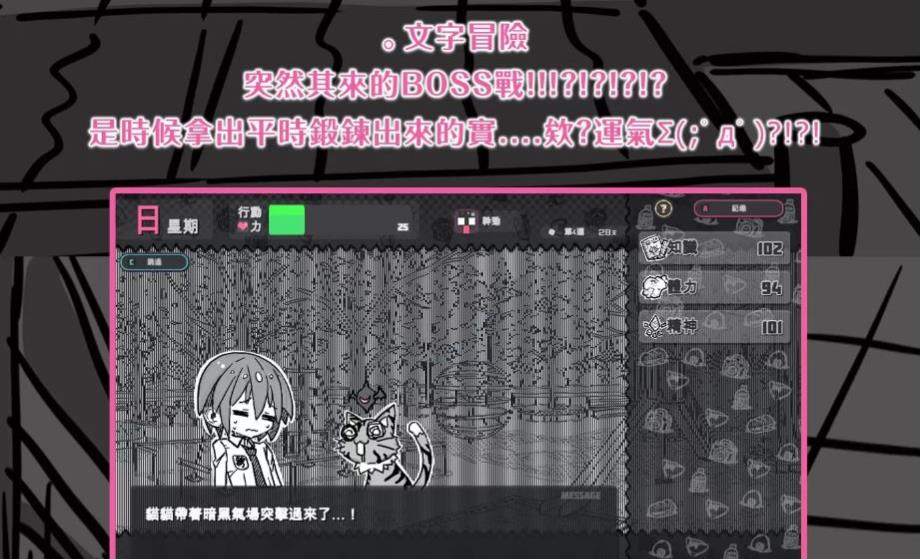 。文字冒險
突然其來的BOSS戰!!!?!?!?!?
是時候拿出平時鍛鍊出來的實....欸?運氣Σ(;ﾟдﾟ)?!?!
日 星期
行動
力
25
幹勁
第4週 28天
?
A 記錄
知識 102
體力 94
精神 101
C 跳過
MESSAGE
貓貓帶著暗黑氣場突擊過來了...！